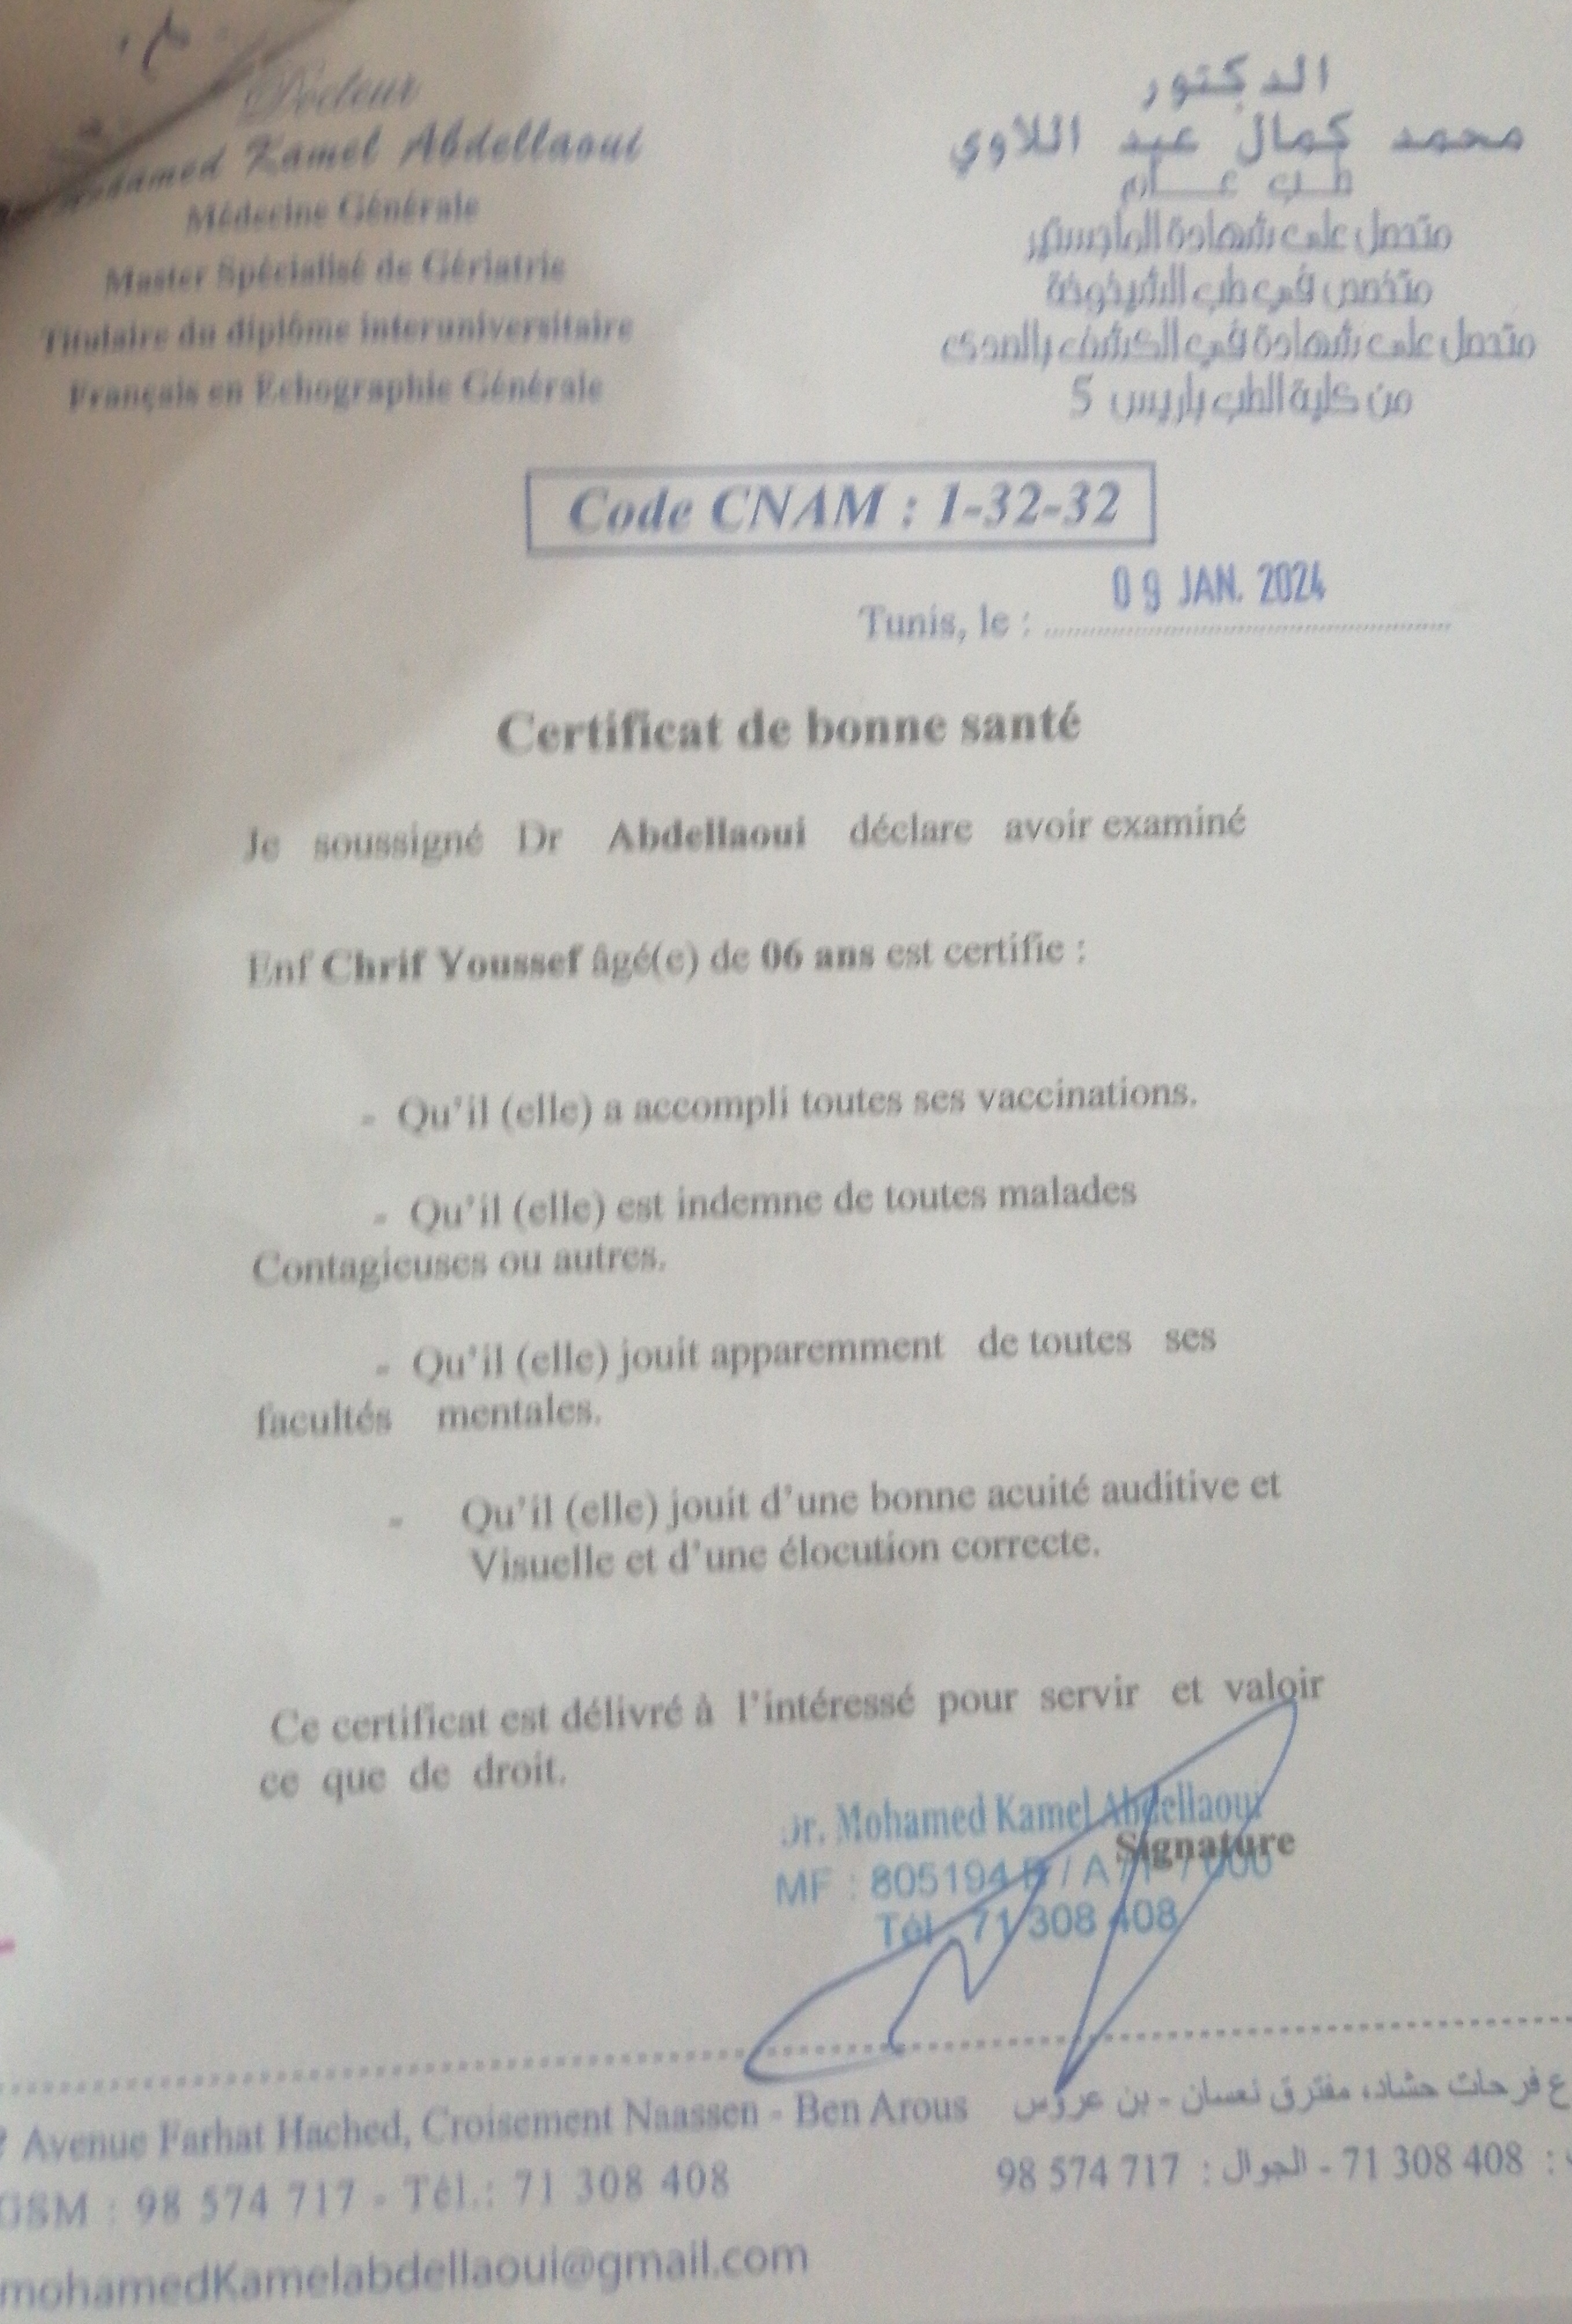 Docteur
Mohamed Kamel Abdellaoui
Médecine Générale
Master Spécialisé de Gériatrie
Titulaire du diplôme interuniversitaire
Français en Echographie Générale
الدكتور
محمد كمال عبد اللاوي
طب عام
متحصل على شهادة الماجستير
متخصص في طب الشيخوخة
متحصل على شهادة في الكشف بالصدى
من كلية الطب باريس 5
Code CNAM : 1-32-32
Tunis, le : 09 JAN. 2024
Certificat de bonne santé
Je soussigné Dr Abdellaoui déclare avoir examiné
Enf Chrif Youssef âgé(e) de 06 ans est certifie :
- Qu'il (elle) a accompli toutes ses vaccinations.
- Qu'il (elle) est indemne de toutes malades
Contagieuses ou autres.
- Qu'il (elle) jouit apparemment de toutes ses
facultés mentales.
- Qu'il (elle) jouit d'une bonne acuité auditive et
Visuelle et d'une élocution correcte.
Ce certificat est délivré à l'intéressé pour servir et valoir
ce que de droit.
Dr. Mohamed Kamel Abdellaoui
Signature
MF : 805194 B / A / / 000
Tél 71 308 408
Avenue Farhat Hached, Croisement Naassen - Ben Arous
ع فرحات حشاد، مفترق نعسان - بن عروس
GSM : 98 574 717 - Tél.: 71 308 408
: 71 308 408 - الجوال : 98 574 717
mohamedKamelabdellaoui@gmail.com